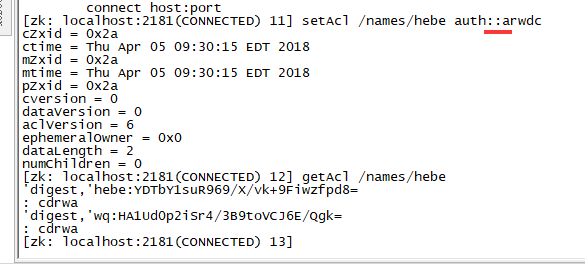 connect host:port
[zk: localhost:2181(CONNECTED) 11] setAcl /names/hebe auth::arwdc
cZxid = 0x2a
ctime = Thu Apr 05 09:30:15 EDT 2018
mZxid = 0x2a
mtime = Thu Apr 05 09:30:15 EDT 2018
pZxid = 0x2a
cversion = 0
dataVersion = 0
aclVersion = 6
ephemeralOwner = 0x0
dataLength = 2
numChildren = 0
[zk: localhost:2181(CONNECTED) 12] getAcl /names/hebe
'digest,'hebe:YDTbY1suR969/X/vk+9FiwZfpd8=
: cdrwa
'digest,'wq:HA1Ud0p2iSr4/3B9toVCJ6E/Qgk=
: cdrwa
[zk: localhost:2181(CONNECTED) 13]